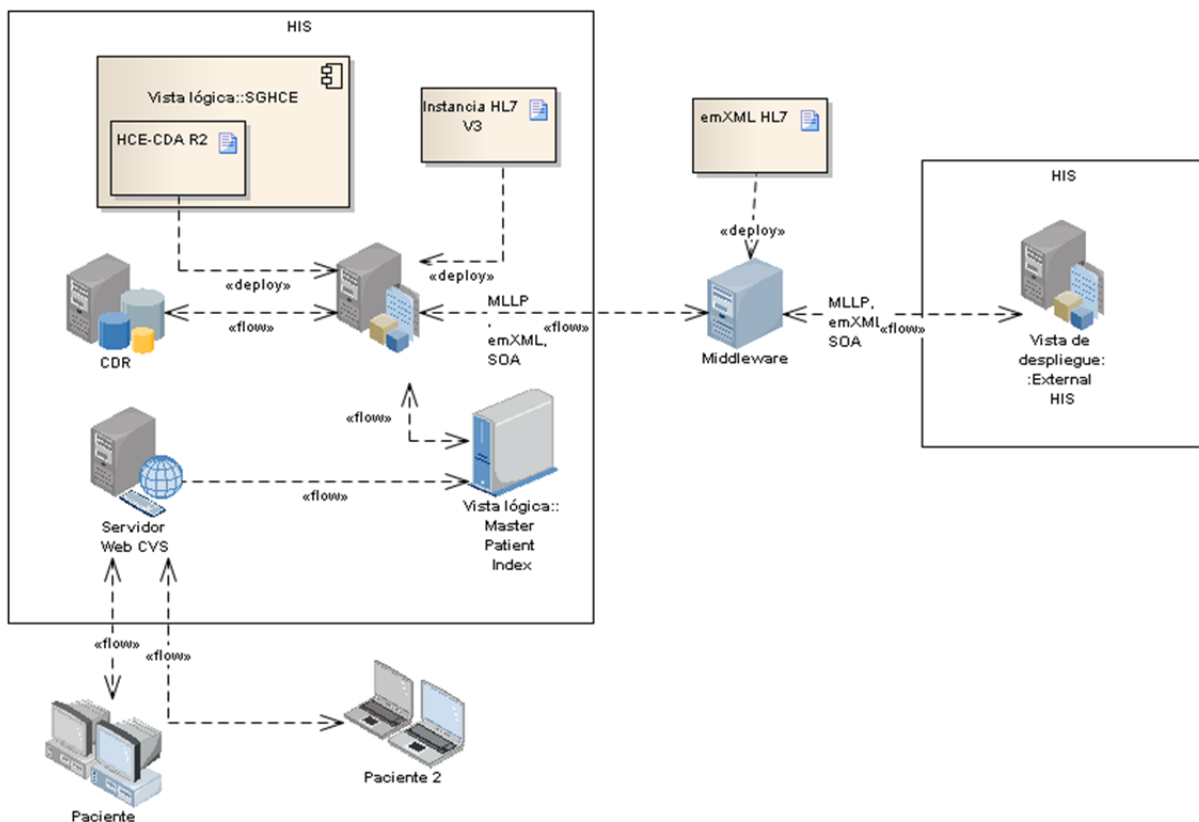 HIS
Vista lógica::SGHCE
HCE-CDA R2
Instancia HL7
V3
emXML HL7
HIS
«deploy»
«deploy»
«deploy»
CDR
«flow»
MLLP
,
emXML,
SOA
«flow»
Middleware
MLLP,
emXML
SOA
«flow»
Vista de
despliegue:
:External
HIS
«flow»
Servidor
Web CVS
«flow»
Vista lógica::
Master
Patient
Index
«flow»
«flow»
Paciente
Paciente 2